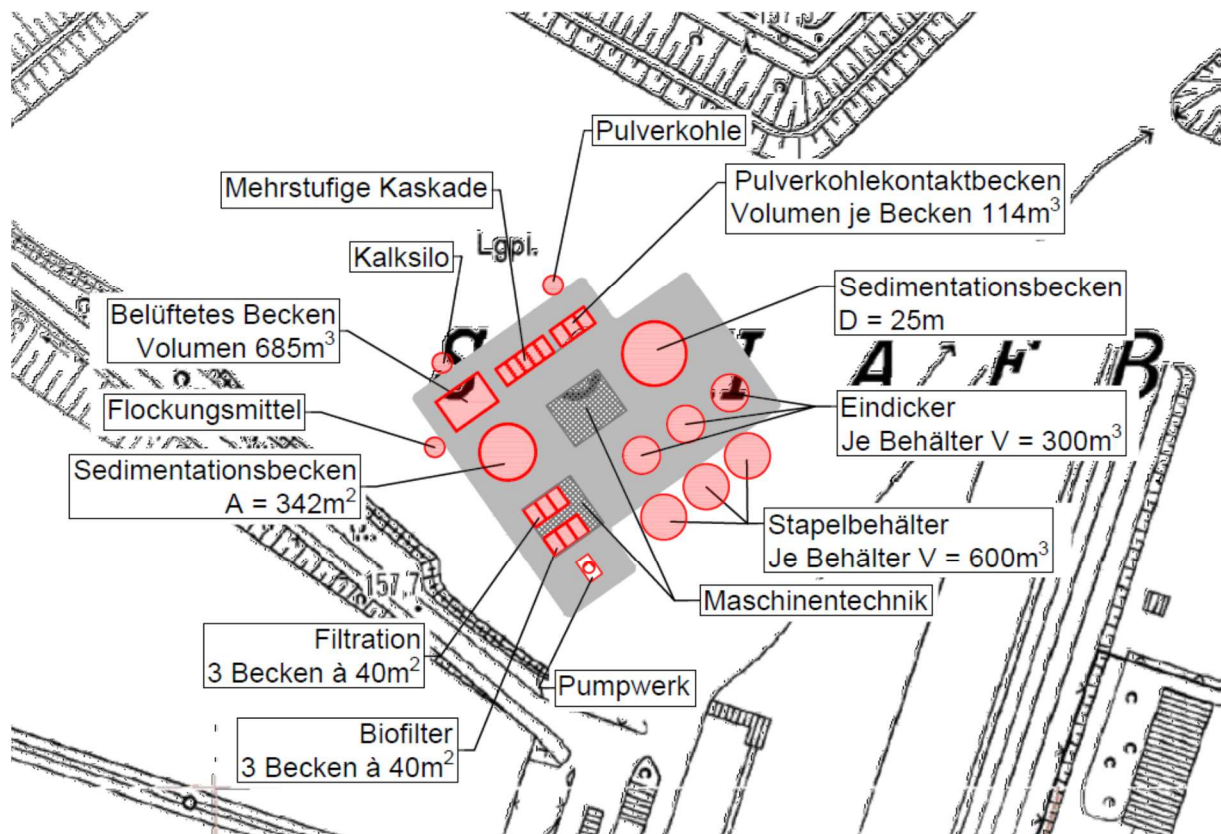 157,5
Pulverkohle
Mehrstufige Kaskade
Pulverkohlekontaktbecken
Volumen je Becken 114m³
Lgpl.
Kalksilo
Sedimentationsbecken
D = 25m
Belüftetes Becken
Volumen 685m³
A F B
Flockungsmittel
Eindicker
Je Behälter V = 300m³
Sedimentationsbecken
A = 342m²
Stapelbehälter
Je Behälter V = 600m³
157,7
Maschinentechnik
Filtration
3 Becken à 40m²
Pumpwerk
Biofilter
3 Becken à 40m²